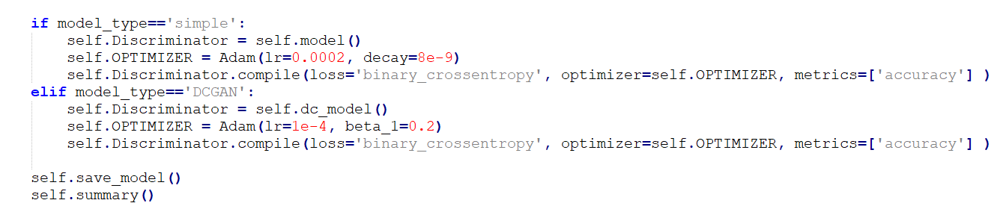 if model_type=='simple':
    self.Discriminator = self.model()
    self.OPTIMIZER = Adam(lr=0.0002, decay=8e-9)
    self.Discriminator.compile(loss='binary_crossentropy', optimizer=self.OPTIMIZER, metrics=['accuracy'] )
elif model_type=='DCGAN':
    self.Discriminator = self.dc_model()
    self.OPTIMIZER = Adam(lr=1e-4, beta_1=0.2)
    self.Discriminator.compile(loss='binary_crossentropy', optimizer=self.OPTIMIZER, metrics=['accuracy'] )

self.save_model()
self.summary()